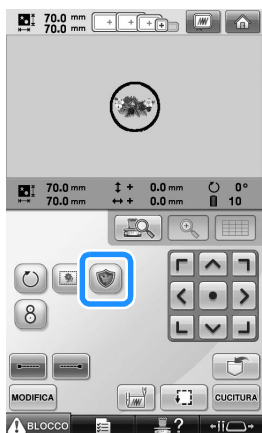 70.0 mm
70.0 mm
70.0 mm ↕ + 0.0 mm 0°
70.0 mm ↔ + 0.0 mm 10
8
MODIFICA
CUCITURA
BLOCCO
?